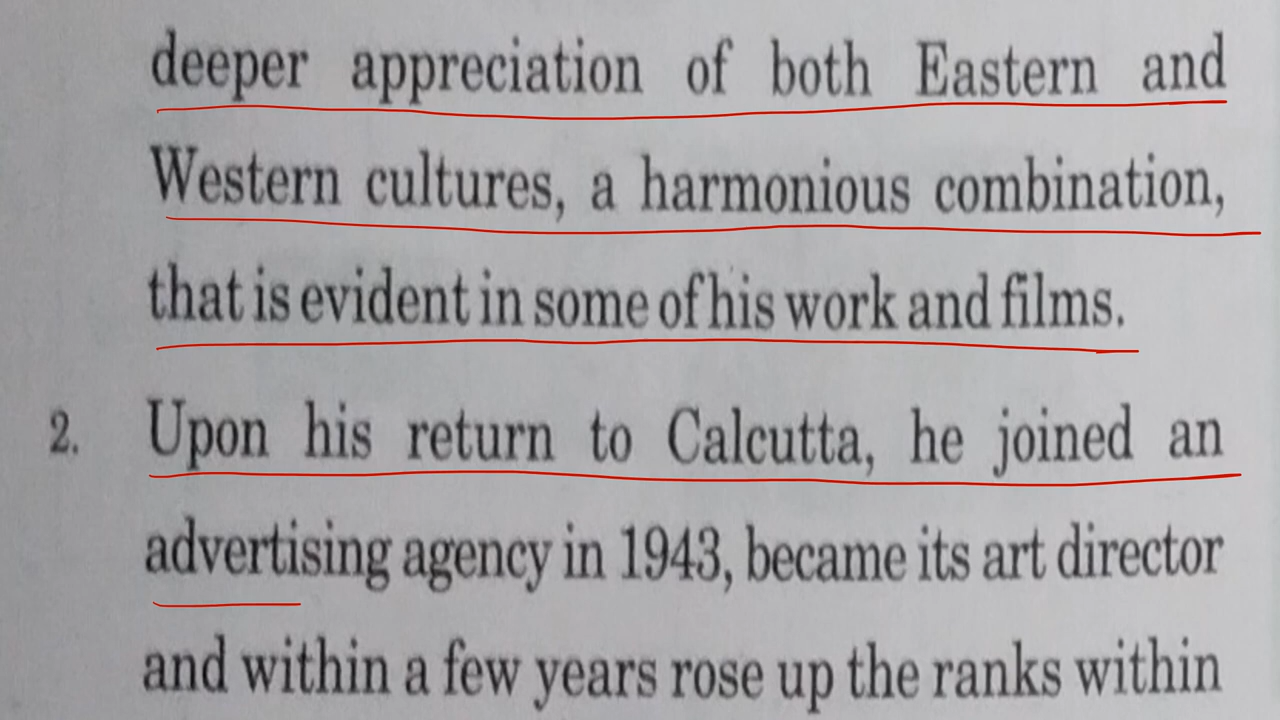 deeper appreciation of both Eastern and
Western cultures, a harmonious combination,
that is evident in some of his work and films.
2. Upon his return to Calcutta, he joined an
advertising agency in 1943, became its art director
and within a few years rose up the ranks within